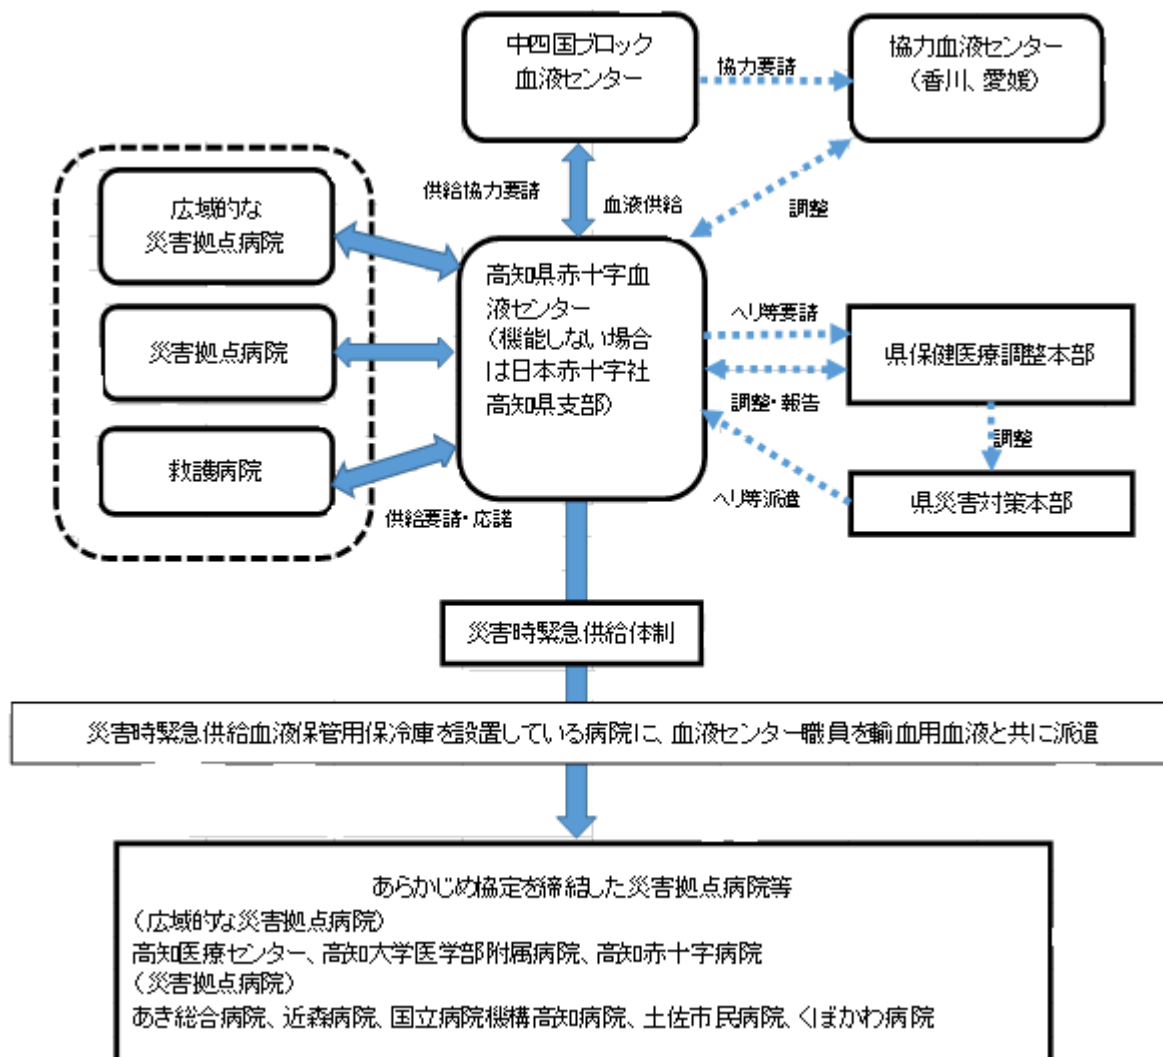 中四国ブロック
血液センター
協力要請
協力血液センター
（香川、愛媛）
供給協力要請
血液供給
調整
広域的な
災害拠点病院
災害拠点病院
救護病院
供給要請・応諾
高知県赤十字血
液センター
（機能しない場合
は日本赤十字社
高知県支部）
ヘリ等要請
県保健医療調整本部
調整・報告
調整
ヘリ等派遣
県災害対策本部
災害時緊急供給体制
災害時緊急供給血液保管用保冷庫を設置している病院に、血液センター職員を輸血用血液と共に派遣
あらかじめ協定を締結した災害拠点病院等
（広域的な災害拠点病院）
高知医療センター、高知大学医学部附属病院、高知赤十字病院
（災害拠点病院）
あき総合病院、近森病院、国立病院機構高知病院、土佐市民病院、くぼかわ病院